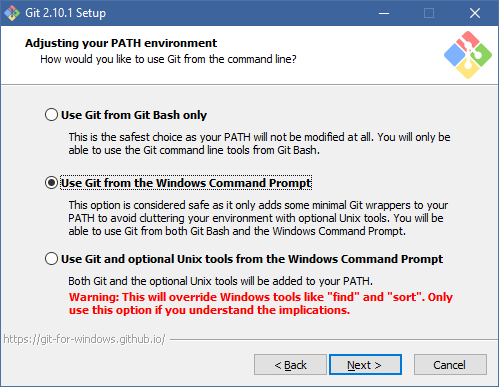 Git 2.10.1 Setup
Adjusting your PATH environment
How would you like to use Git from the command line?
Use Git from Git Bash only
This is the safest choice as your PATH will not be modified at all. You will only be
able to use the Git command line tools from Git Bash.
Use Git from the Windows Command Prompt
This option is considered safe as it only adds some minimal Git wrappers to your
PATH to avoid cluttering your environment with optional Unix tools. You will be
able to use Git from both Git Bash and the Windows Command Prompt.
Use Git and optional Unix tools from the Windows Command Prompt
Both Git and the optional Unix tools will be added to your PATH.
Warning: This will override Windows tools like "find" and "sort". Only
use this option if you understand the implications.
https://git-for-windows.github.io/
< Back Next > Cancel